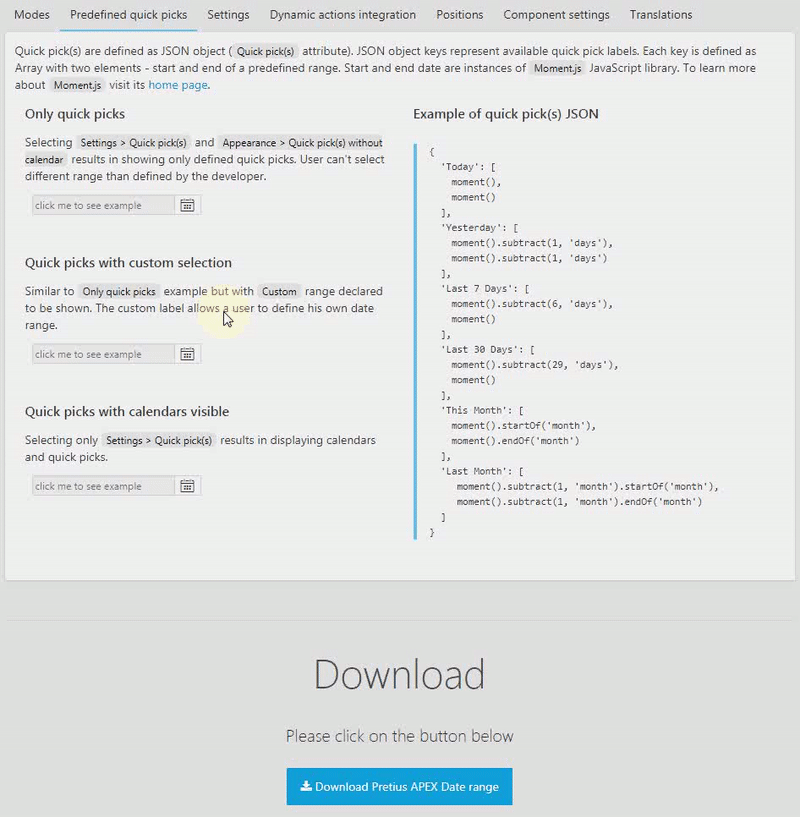 Modes Predefined quick picks Settings Dynamic actions integration Positions Component settings Translations
Quick pick(s) are defined as JSON object ( Quick pick(s) attribute). JSON object keys represent available quick pick labels. Each key is defined as
Array with two elements - start and end of a predefined range. Start and end date are instances of Moment.js JavaScript library. To learn more
about Moment.js visit its home page.
Only quick picks
Selecting Settings > Quick pick(s) and Appearance > Quick pick(s) without
calendar results in showing only defined quick picks. User can't select
different range than defined by the developer.
click me to see example
Quick picks with custom selection
Similar to Only quick picks example but with Custom range declared
to be shown. The custom label allows a user to define his own date
range.
click me to see example
Quick picks with calendars visible
Selecting only Settings > Quick pick(s) results in displaying calendars
and quick picks.
click me to see example
Example of quick pick(s) JSON
{
'Today': [
moment(),
moment()
],
'Yesterday': [
moment().subtract(1, 'days'),
moment().subtract(1, 'days')
],
'Last 7 Days': [
moment().subtract(6, 'days'),
moment()
],
'Last 30 Days': [
moment().subtract(29, 'days'),
moment()
],
'This Month': [
moment().startOf('month'),
moment().endOf('month')
],
'Last Month': [
moment().subtract(1, 'month').startOf('month'),
moment().subtract(1, 'month').endOf('month')
]
}
Download
Please click on the button below
Download Pretius APEX Date range